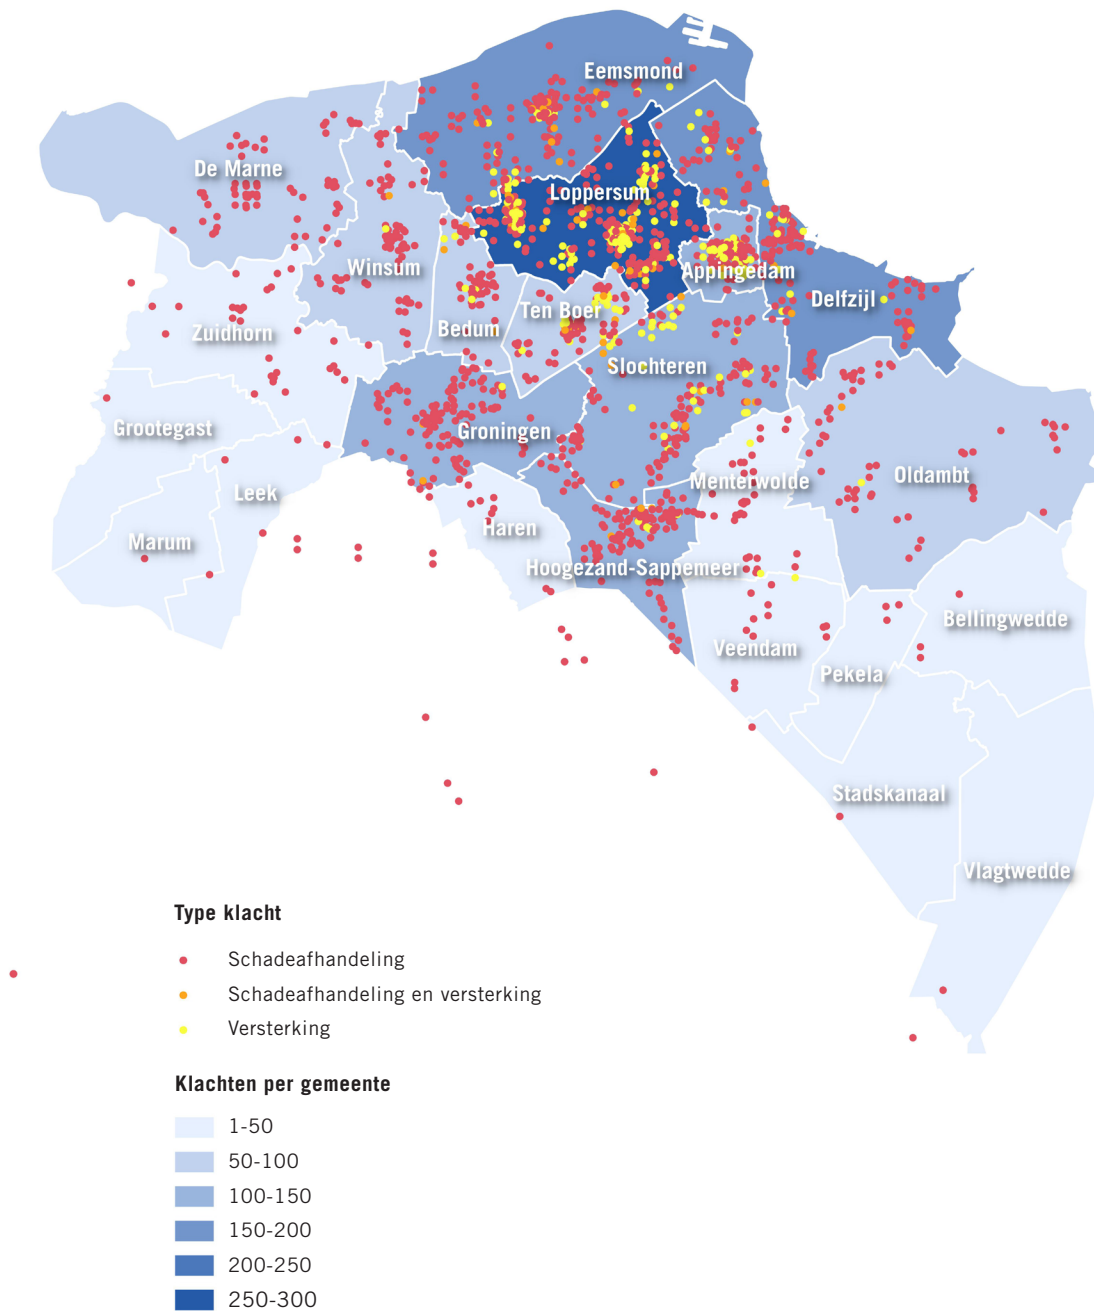 Eemsmond
De Marne
Loppersum
Winsum
Appingedam
Delfzijl
Bedum
Ten Boer
Zuidhorn
Slochteren
Grootegast
Groningen
Oldambt
Menterwolde
Leek
Haren
Marum
Hoogezand-Sappemeer
Bellingwedde
Veendam
Pekela
Stadskanaal
Vlagtwedde
Type klacht
Schadeafhandeling
Schadeafhandeling en versterking
Versterking
Klachten per gemeente
1-50
50-100
100-150
150-200
200-250
250-300